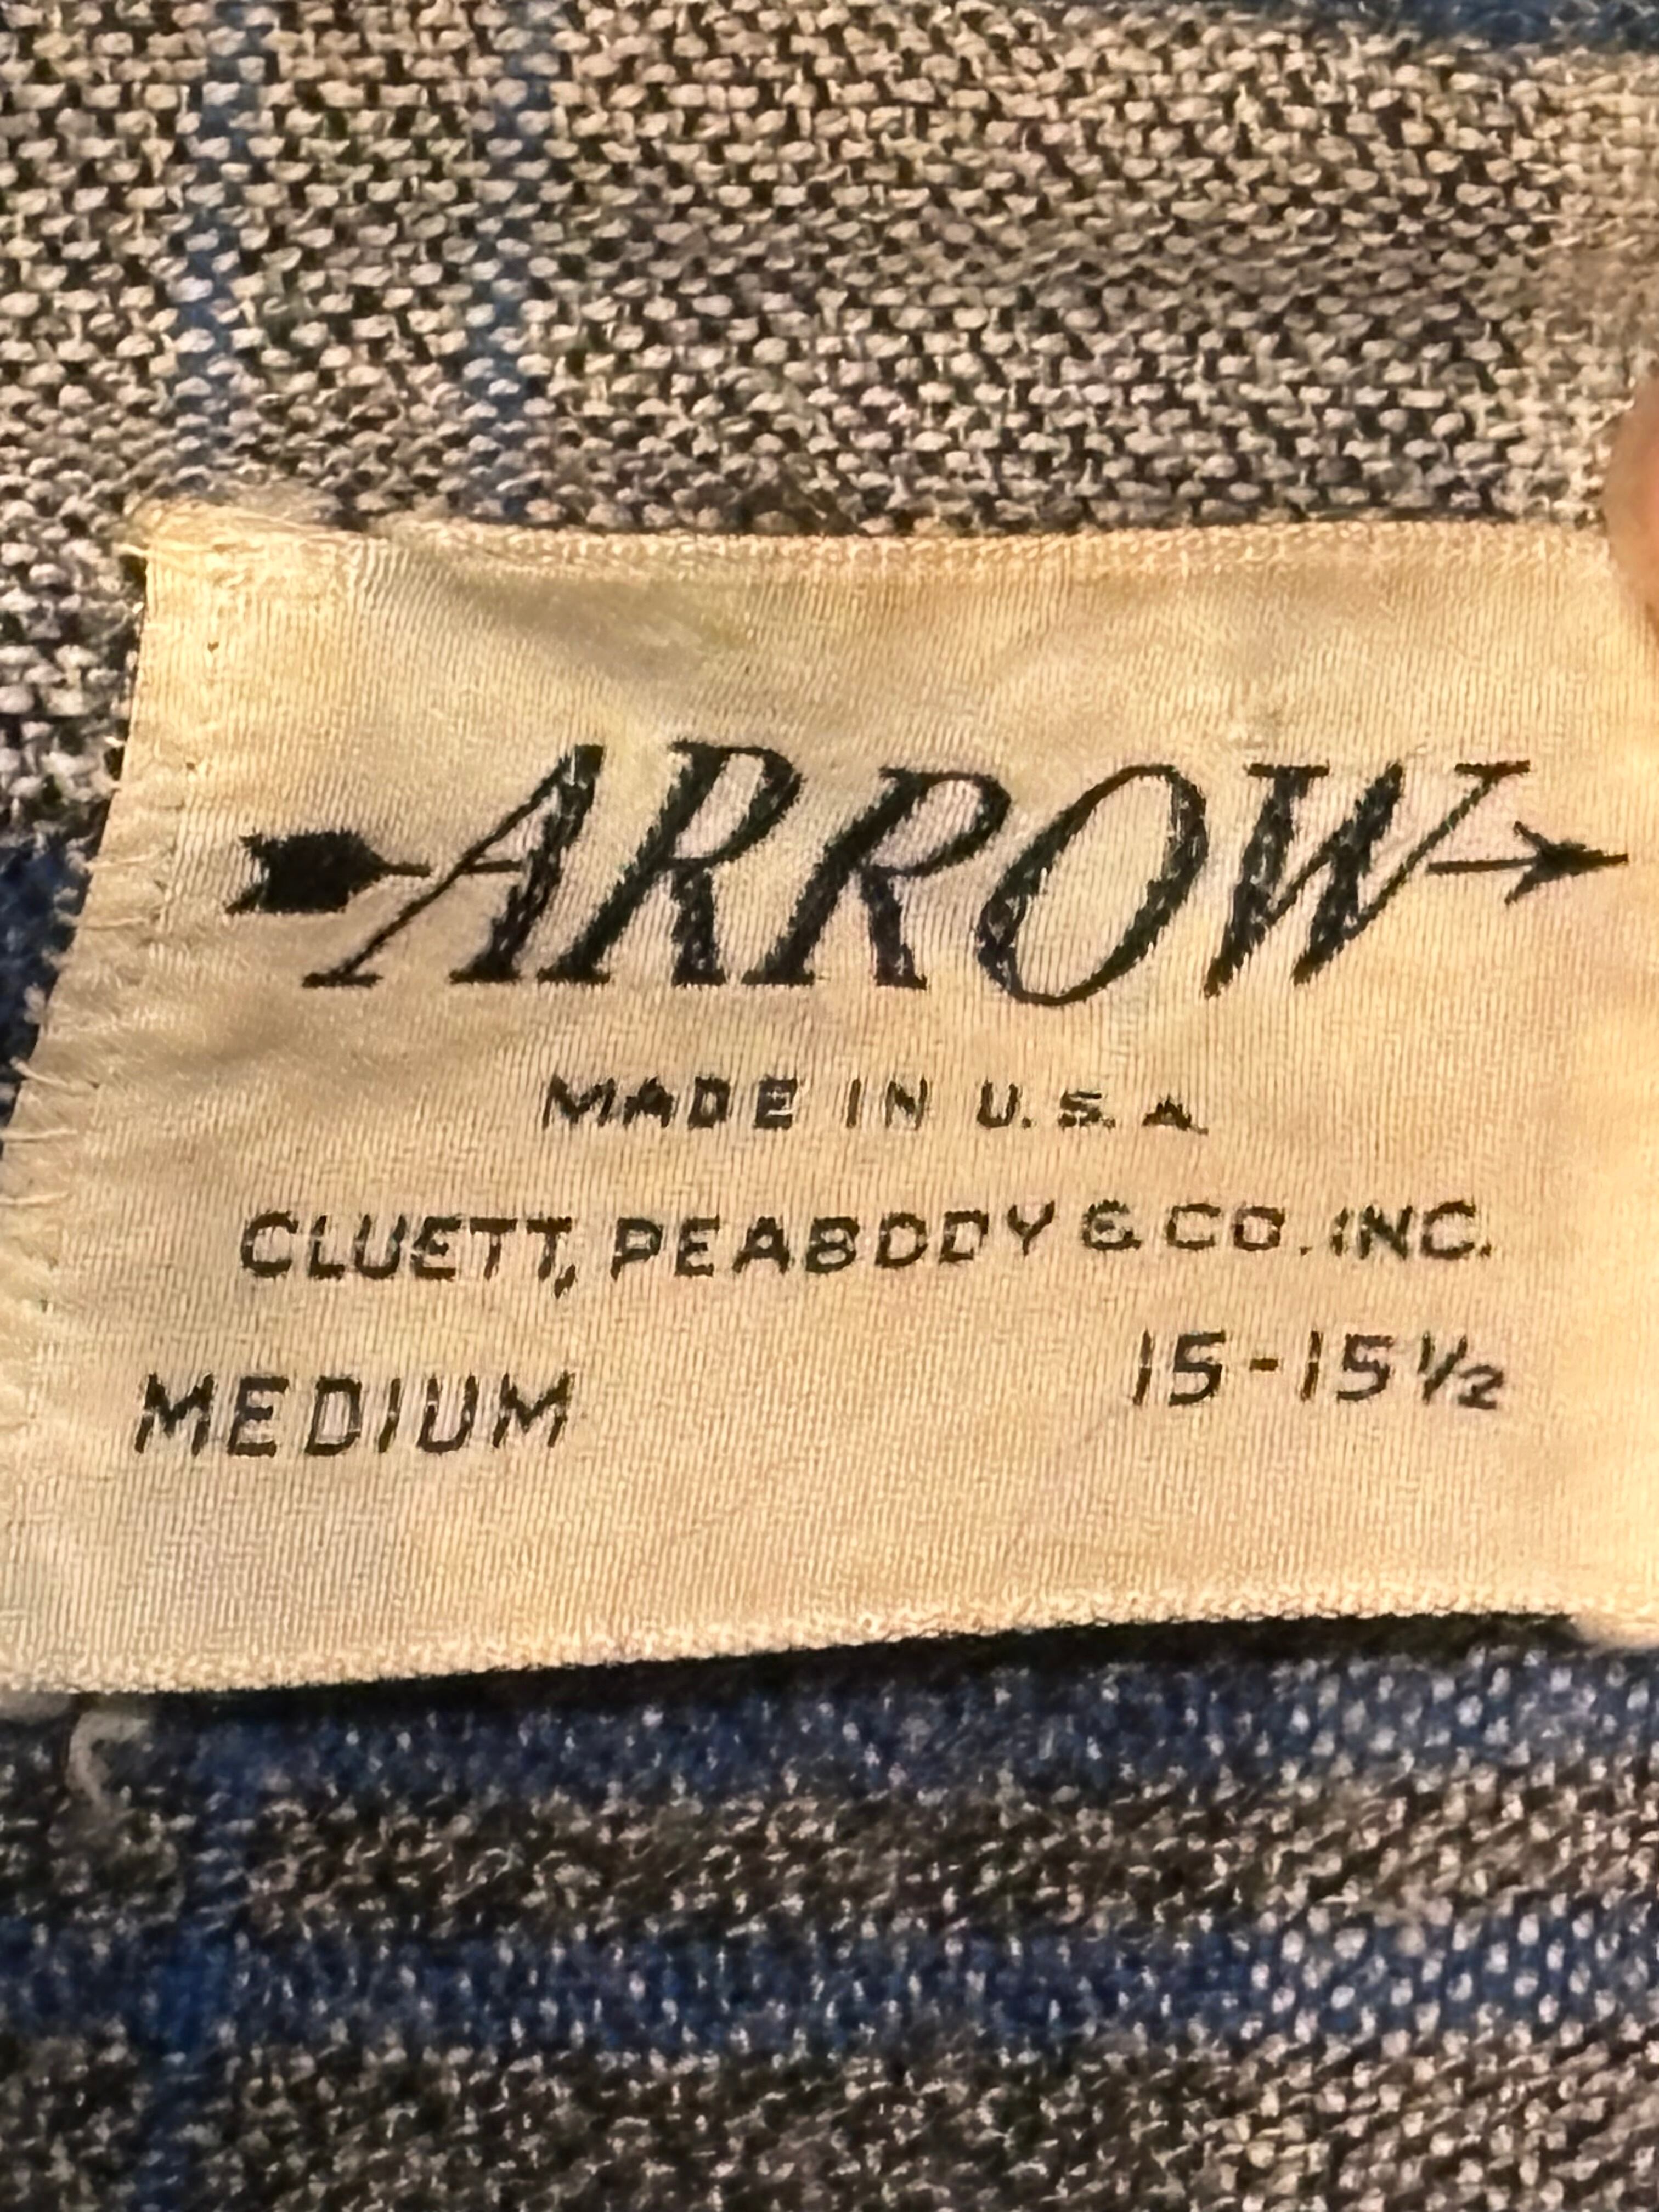 ARROW
MADE IN U.S.A.
CLUETT, PEABODY & CO. INC.
MEDIUM 15-15½